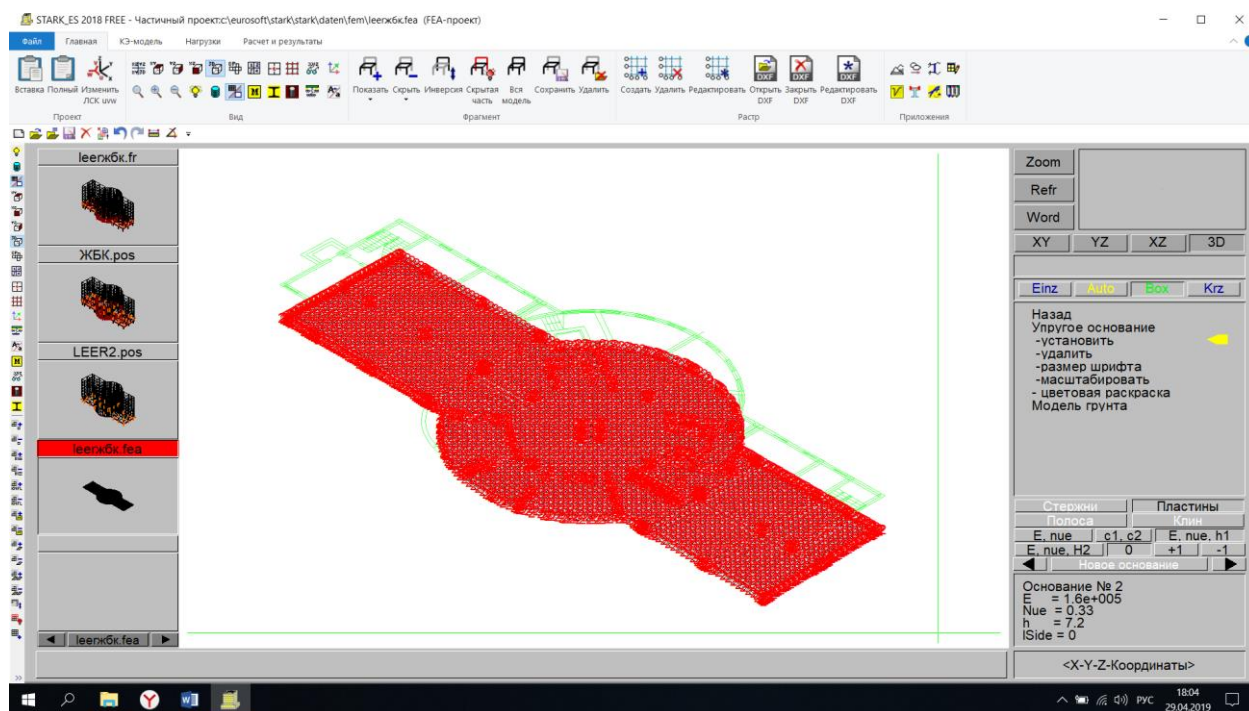 STARK_ES 2018 FREE - Частичный проект:c:\eurosoft\stark\stark\daten\fem\leerжбк.fea (FEA-проект)
Файл Главная КЭ-модель Нагрузки Расчет и результаты
Вставка Полный Изменить ЛСК uvw
Показать Скрыть Инверсия Скрытая часть Вся модель Сохранить Удалить
Создать Удалить Редактировать Открыть DXF Закрыть DXF Редактировать DXF
Проект Вид Фрагмент Растр Приложения
leerжбк.fr
ЖБК.pos
LEER2.pos
leerжбк.fea
leerжбк.fea
Zoom
Refr
Word
XY YZ XZ 3D
Einz Auto Box Krz
Назад
Упругое основание
-установить
-удалить
-размер шрифта
-масштабировать
- цветовая раскраска
Модель грунта
Стержни Пластины
Полоса Клин
E, nue c1, c2 E, nue, h1
E, nue, H2 0 +1 -1
Новое основание
Основание № 2
E = 1.6e+005
Nue = 0.33
h = 7.2
ISide = 0
<X-Y-Z-Координаты>
РУС
18:04
29.04.2019